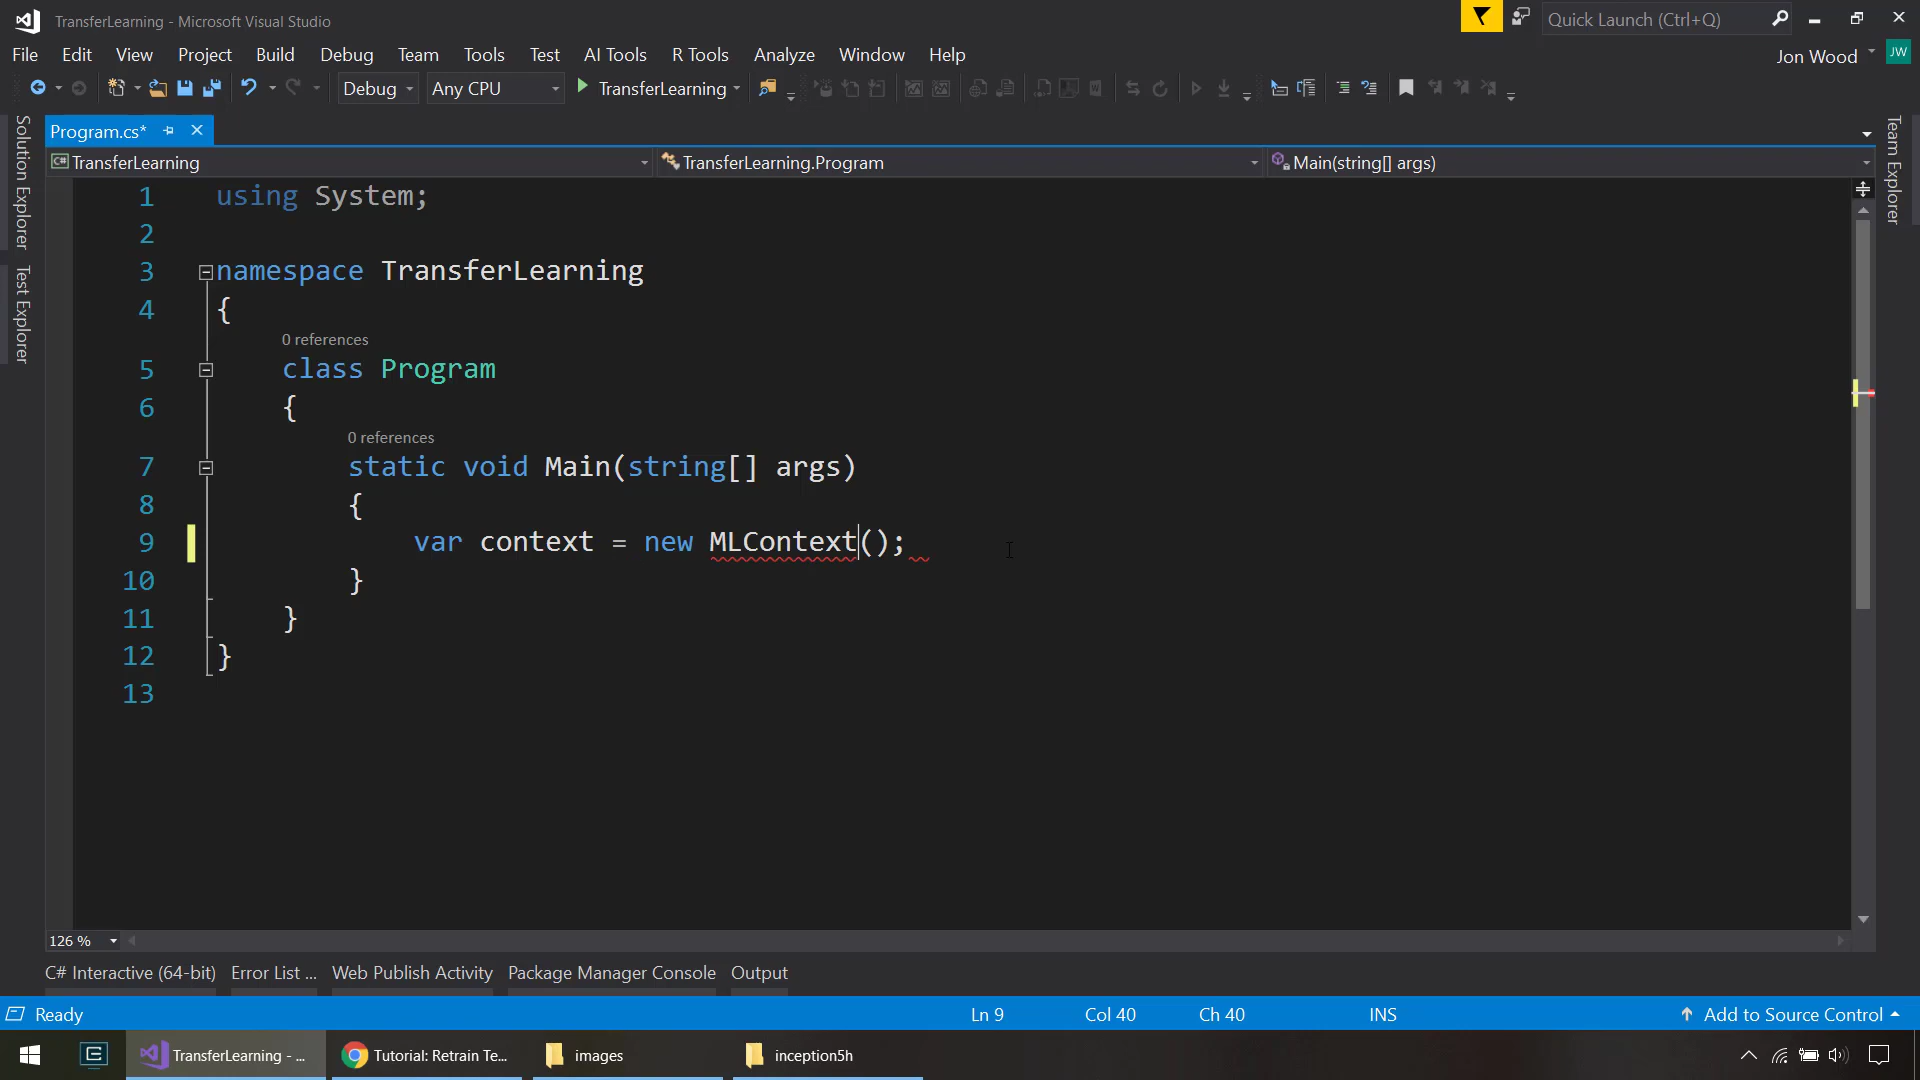 TransferLearning - Microsoft Visual Studio
Quick Launch (Ctrl+Q)
File Edit View Project Build Debug Team Tools Test AI Tools R Tools Analyze Window Help
Jon Wood JW
Debug Any CPU TransferLearning
Solution Explorer
Test Explorer
Team Explorer
Program.cs*
TransferLearning TransferLearning.Program Main(string[] args)
1 using System;
2
3 namespace TransferLearning
4 {
0 references
5 class Program
6 {
0 references
7 static void Main(string[] args)
8 {
9 var context = new MLContext();
10 }
11 }
12 }
13
126 %
C# Interactive (64-bit) Error List ... Web Publish Activity Package Manager Console Output
Ready Ln 9 Col 40 Ch 40 INS Add to Source Control
TransferLearning - ... Tutorial: Retrain Te... images inception5h